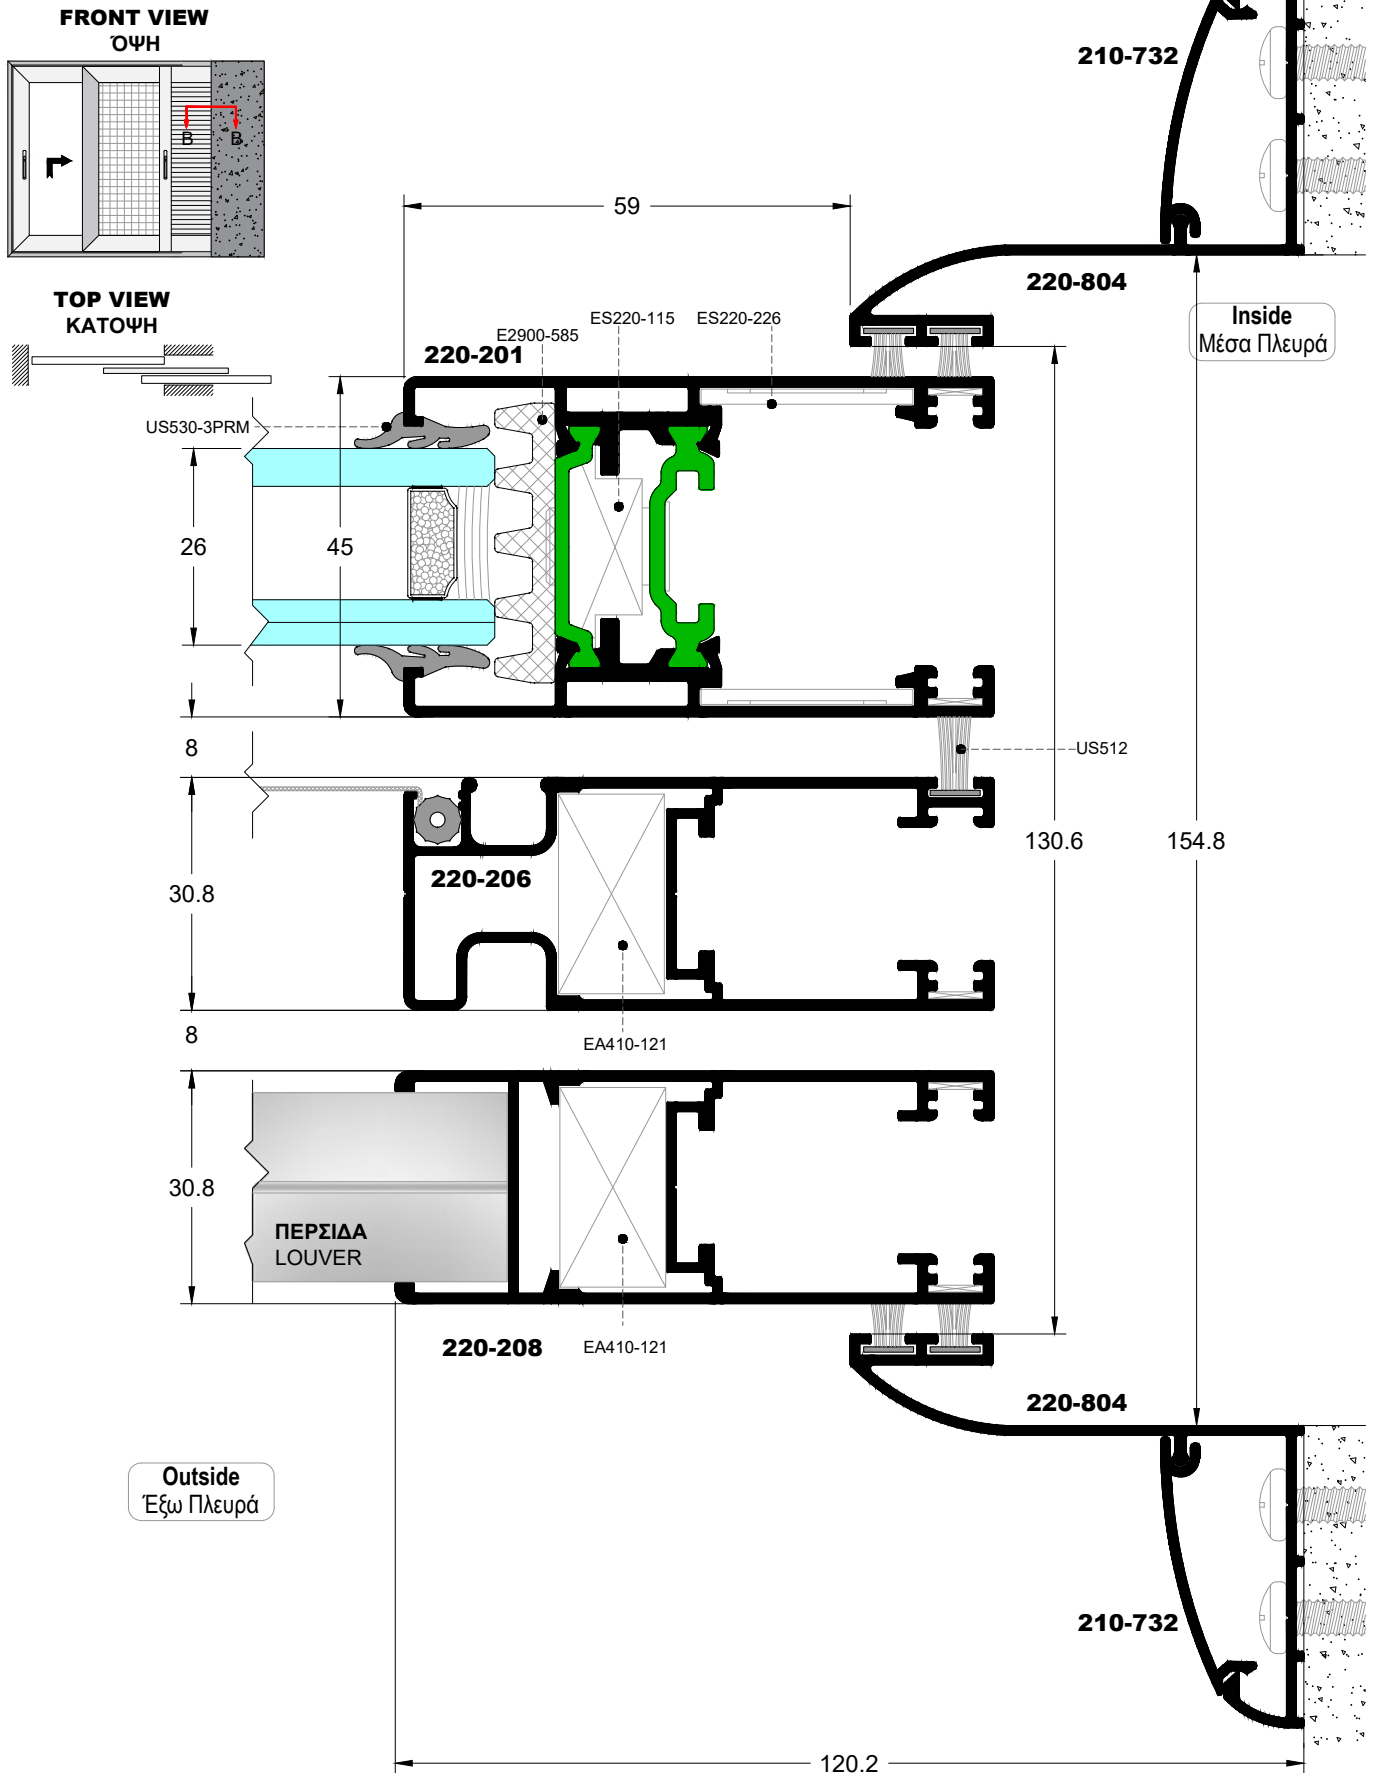 FRONT VIEW
ΌΨΗ
B B
TOP VIEW
ΚΑΤΟΨΗ
210-732
59
220-804
Inside
Μέσα Πλευρά
ES220-115
ES220-226
E2900-585
220-201
US530-3PRM
26
45
8
US512
30.8
220-206
130.6
154.8
8
EA410-121
30.8
ΠΕΡΣΙΔΑ
LOUVER
220-208
EA410-121
220-804
Outside
Έξω Πλευρά
210-732
120.2